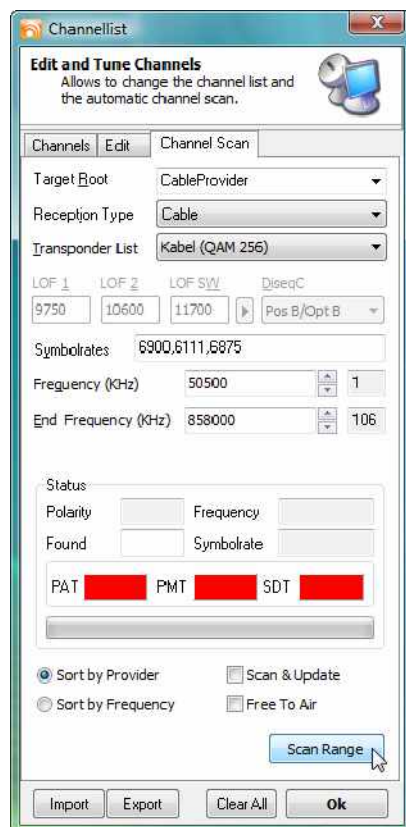 Channellist
Edit and Tune Channels
Allows to change the channel list and
the automatic channel scan.
Channels Edit Channel Scan
Target Root CableProvider
Reception Type Cable
Transponder List Kabel (QAM 256)
LOF 1 LOF 2 LOF SW DiseqC
9750 10600 11700 Pos B/Opt B
Symbolrates 6900,6111,6875
Frequency (KHz) 50500 1
End Frequency (KHz) 858000 106
Status
Polarity Frequency
Found Symbolrate
PAT PMT SDT
Sort by Provider Scan & Update
Sort by Frequency Free To Air
Scan Range
Import Export Clear All Ok